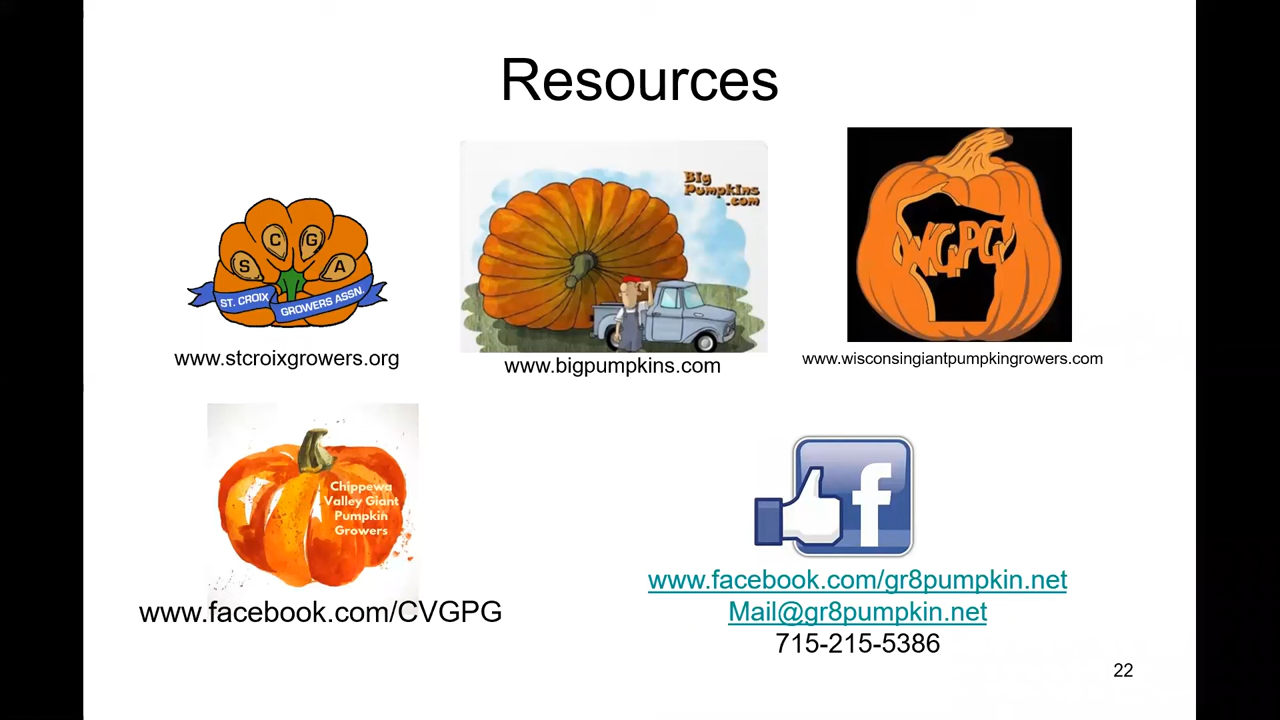 Resources
S C G A
ST. CROIX GROWERS ASSN.
www.stcroixgrowers.org
Big
Pumpkins
.com
www.bigpumpkins.com
WGPG
www.wisconsingiantpumpkingrowers.com
Chippewa
Valley Giant
Pumpkin
Growers
www.facebook.com/CVGPG
f
www.facebook.com/gr8pumpkin.net
Mail@gr8pumpkin.net
715-215-5386
22